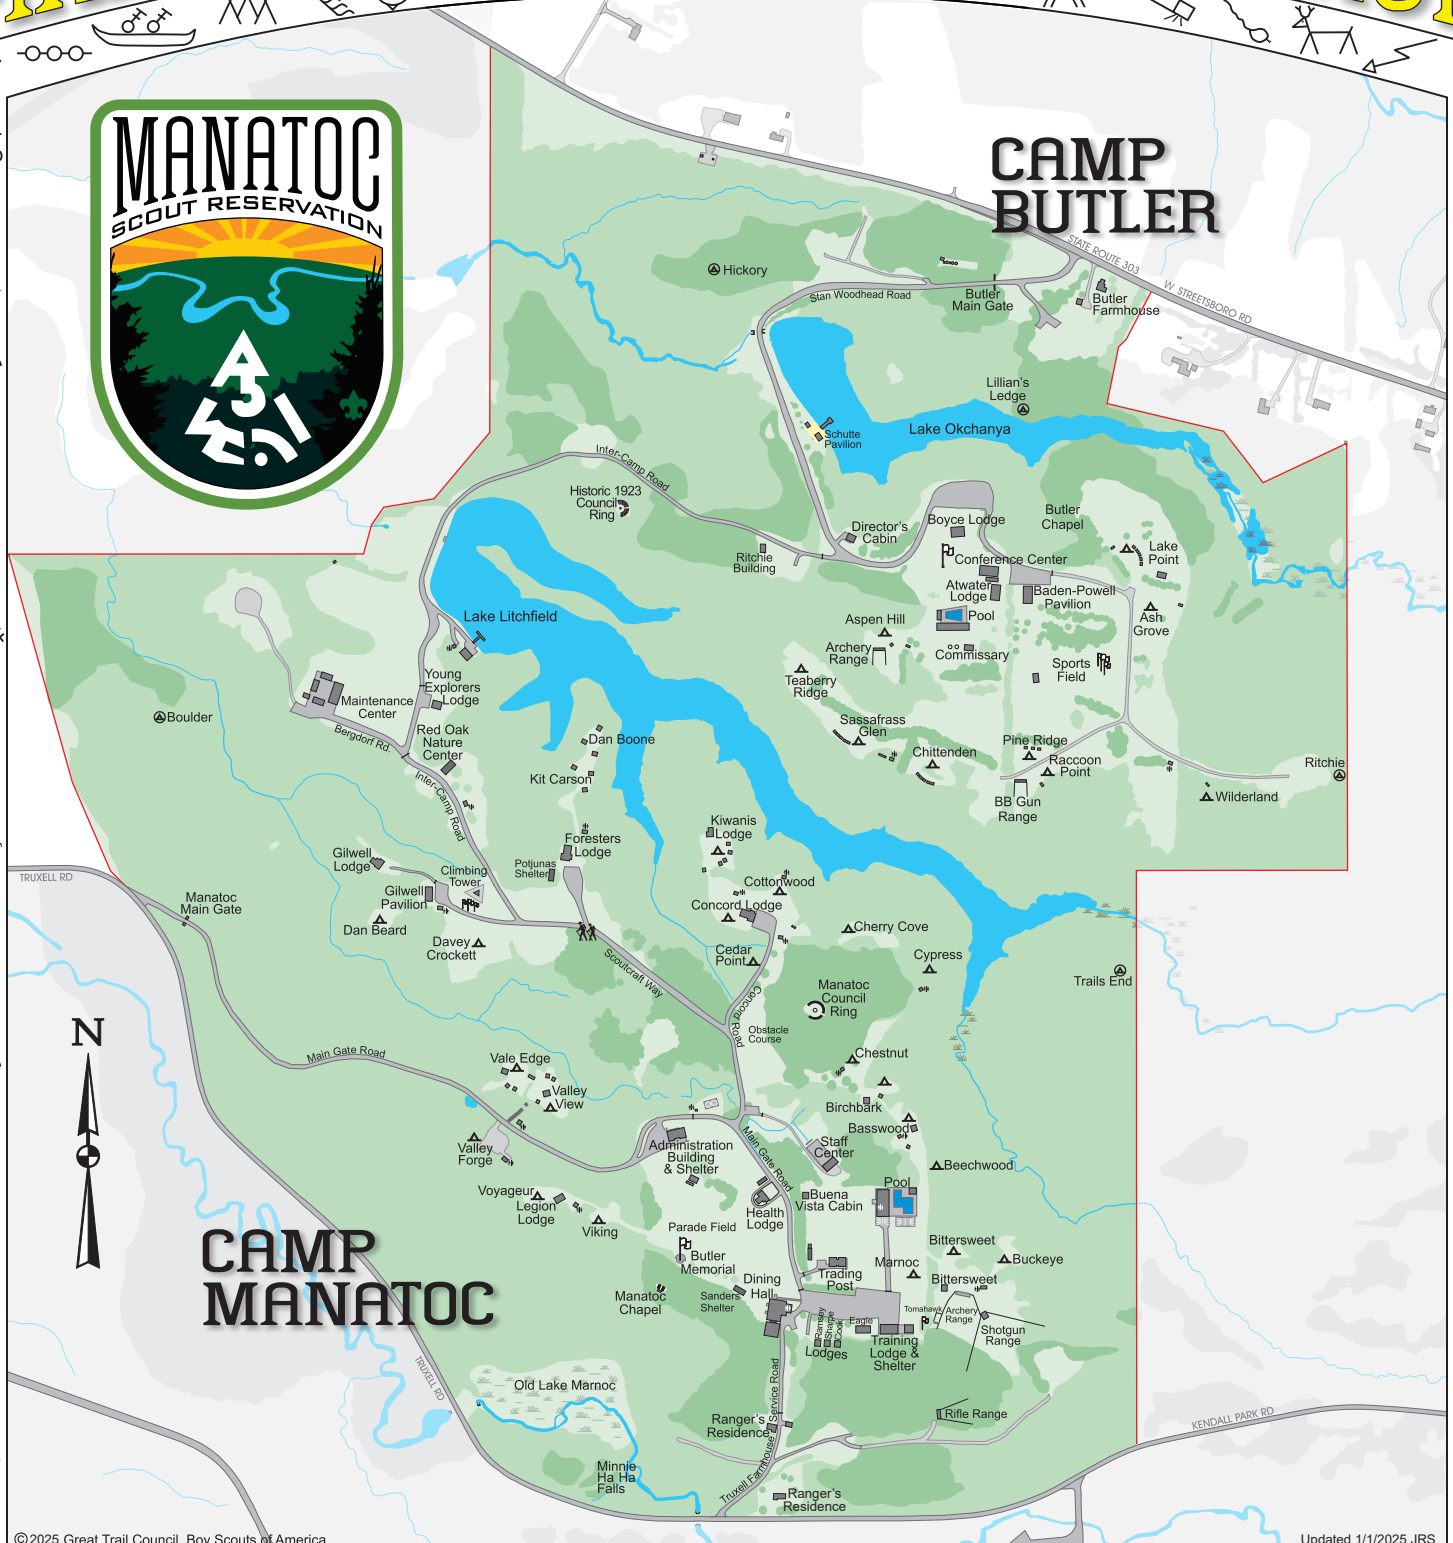 MANATOC
SCOUT RESERVATION
CAMP
BUTLER
STATE ROUTE 303
W STREETSBORO RD
Hickory
Stan Woodhead Road
Butler
Main Gate
Butler
Farmhouse
Lillian's
Ledge
Lake Okchanya
Schutte
Pavilion
Inter-Camp Road
Historic 1923
Council
Ring
Ritchie
Building
Director's
Cabin
Boyce Lodge
Butler
Chapel
Conference Center
Lake
Point
Atwater
Lodge
Baden-Powell
Pavilion
Pool
Ash
Grove
Aspen Hill
Archery
Range
Commissary
Sports
Field
Teaberry
Ridge
Sassafrass
Glen
Chittenden
Pine Ridge
Raccoon
Point
BB Gun
Range
Ritchie
Wilderland
Lake Litchfield
Young
Explorers
Lodge
Maintenance
Center
Bergdorf Rd.
Boulder
Red Oak
Nature
Center
Inter-Camp Road
Dan Boone
Kit Carson
Foresters
Lodge
Potjunas
Shelter
Kiwanis
Lodge
Cottonwood
Concord Lodge
Cherry Cove
Cedar
Point
Cypress
Trails End
Gilwell
Lodge
Climbing
Tower
Gilwell
Pavilion
Dan Beard
Davey
Crockett
TRUXELL RD
Manatoc
Main Gate
Scoutcraft Way
Concord Road
Manatoc
Council
Ring
Obstacle
Course
Main Gate Road
Vale Edge
Valley
View
Valley
Forge
Chestnut
Birchbark
Basswood
Beechwood
Administration
Building
& Shelter
Main Gate Road
Staff
Center
Voyageur
Legion
Lodge
Viking
Health
Lodge
Buena
Vista Cabin
Pool
Parade Field
Butler
Memorial
Manatoc
Chapel
Sanders
Shelter
Dining
Hall
Trading
Post
Marnoc
Bittersweet
Buckeye
Bittersweet
Tomahawk
Archery
Range
Shotgun
Range
Ramsey
Sharpe
Cook
Lodges
Eagle
Training
Lodge &
Shelter
N
CAMP
MANATOC
TRUXELL RD
Old Lake Marnoc
Minnie
Ha Ha
Falls
Truxell Farmhouse Service Road
Ranger's
Residence
Rifle Range
Ranger's
Residence
KENDALL PARK RD
©2025 Great Trail Council, Boy Scouts of America
Updated 1/1/2025 JRS